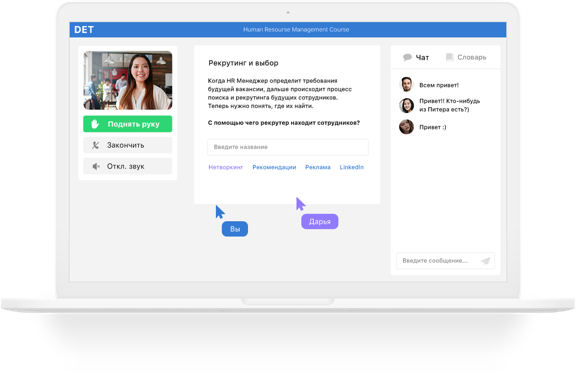 DET
Human Resourse Management Course
Поднять руку
Закончить
Откл. звук
Рекрутинг и выбор
Когда HR Менеджер определит требования
будущей вакансии, дальше происходит процесс
поиска и рекрутинга будущих сотрудников.
Теперь нужно понять, где их найти.
С помощью чего рекрутер находит сотрудников?
Введите название
Нетворкинг Рекомендации Реклама LinkedIn
Вы
Дарья
Чат Словарь
Всем привет!
Привет!! Кто-нибудь
из Питера есть?)
Привет :)
Введите сообщение...